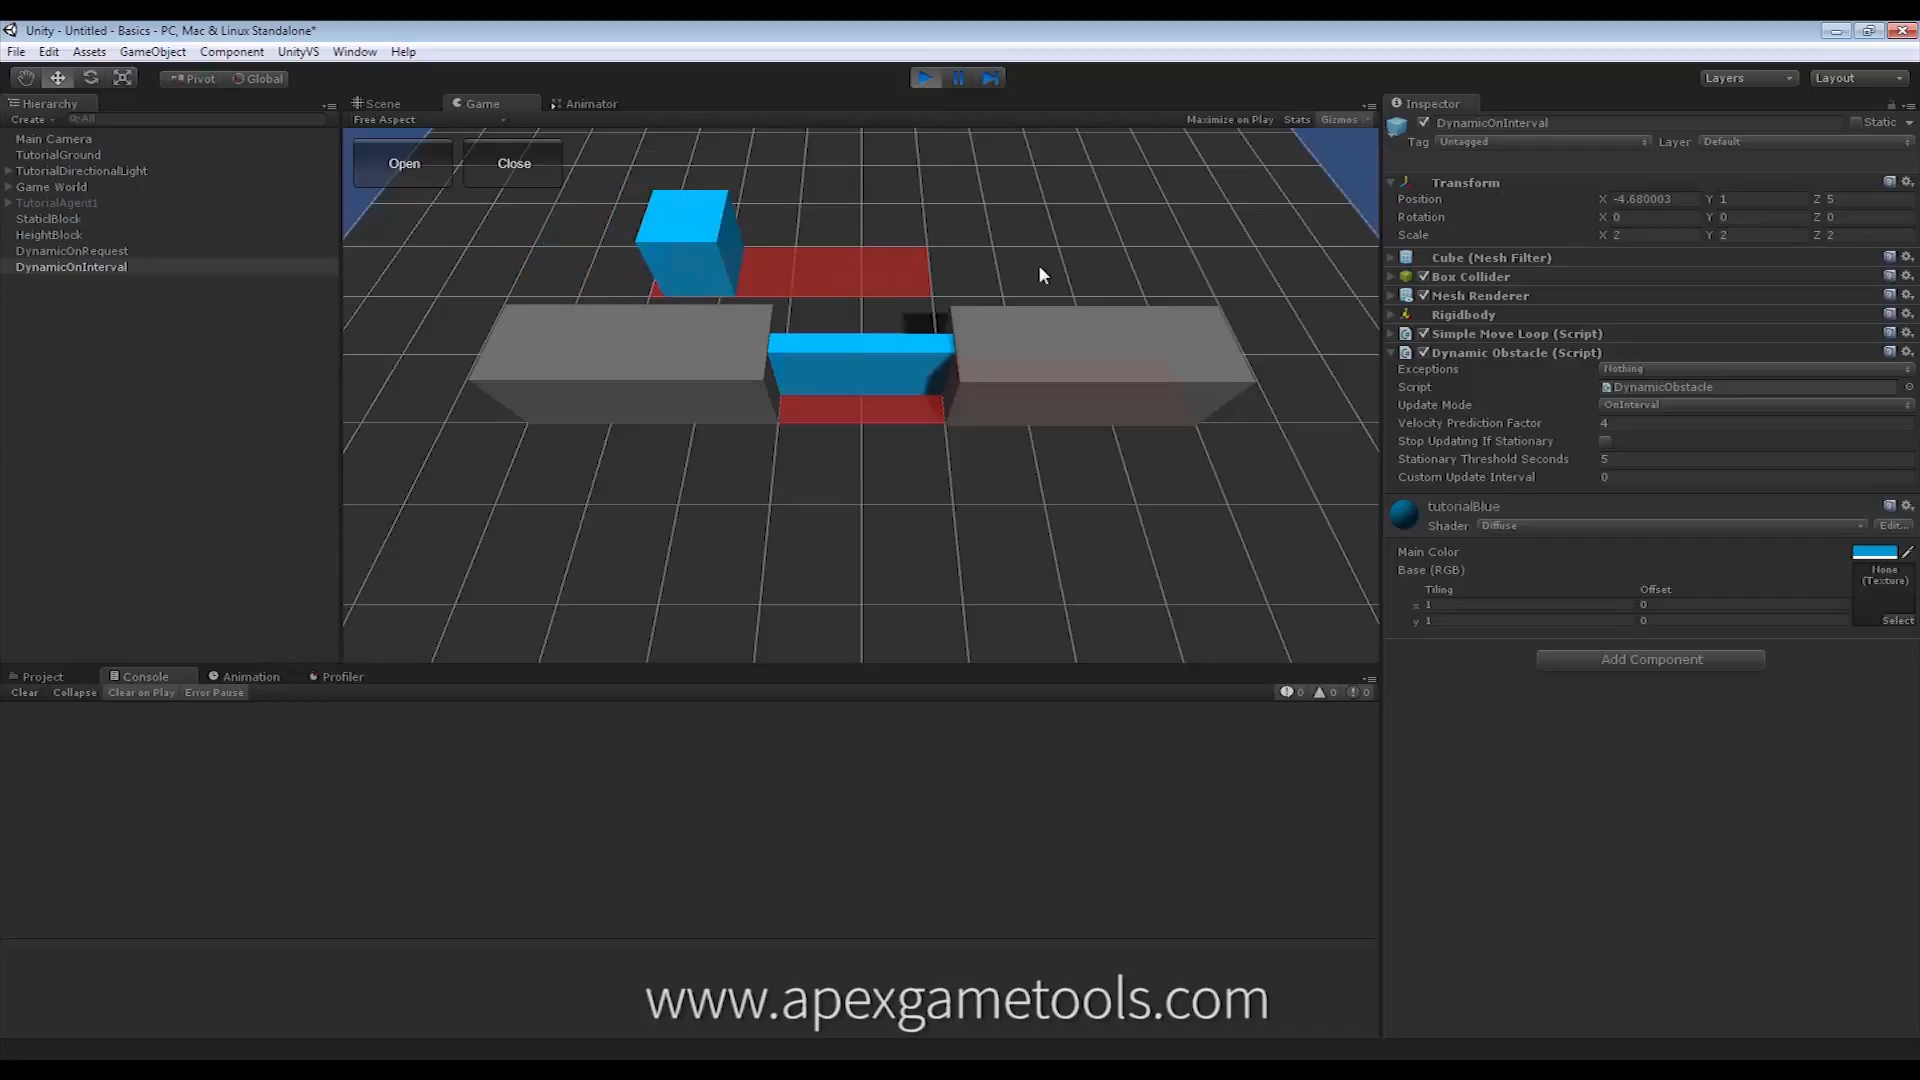 Unity - Untitled - Basics - PC, Mac & Linux Standalone*
File Edit Assets GameObject Component UnityVS Window Help
Pivot Global Layers Layout
Hierarchy
Create All
Main Camera
TutorialGround
TutorialDirectionalLight
Game World
TutorialAgent1
StaticlBlock
HeightBlock
DynamicOnRequest
DynamicOnInterval
Scene Game Animator
Free Aspect Maximize on Play Stats Gizmos
Open Close
Inspector
DynamicOnInterval Static
Tag Untagged Layer Default
Transform
Position X -4.680003 Y 1 Z 5
Rotation X 0 Y 0 Z 0
Scale X 2 Y 2 Z 2
Cube (Mesh Filter)
Box Collider
Mesh Renderer
Rigidbody
Simple Move Loop (Script)
Dynamic Obstacle (Script)
Exceptions Nothing
Script DynamicObstacle
Update Mode OnInterval
Velocity Prediction Factor 4
Stop Updating If Stationary
Stationary Threshold Seconds 5
Custom Update Interval 0
tutorialBlue
Shader Diffuse Edit...
Main Color
Base (RGB)
None
(Texture)
Tiling Offset
x 1 0
y 1 0
Select
Add Component
Project Console Animation Profiler
Clear Collapse Clear on Play Error Pause 0 0 0
www.apexgametools.com